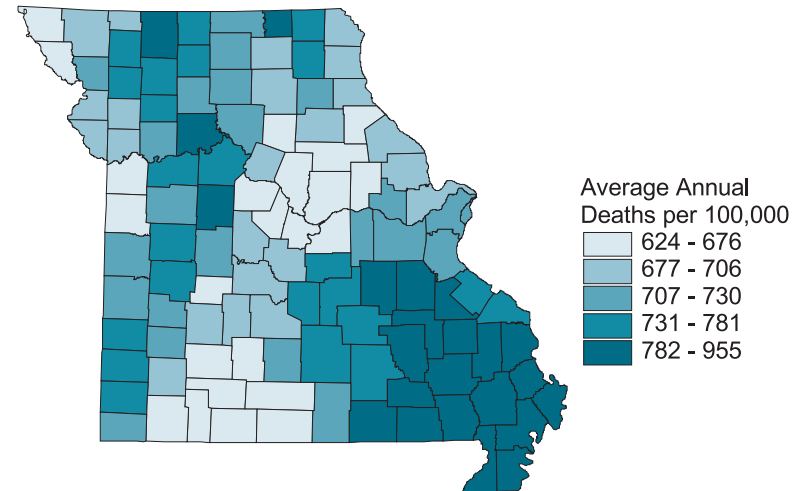 Average Annual
Deaths per 100,000
624 - 676
677 - 706
707 - 730
731 - 781
782 - 955